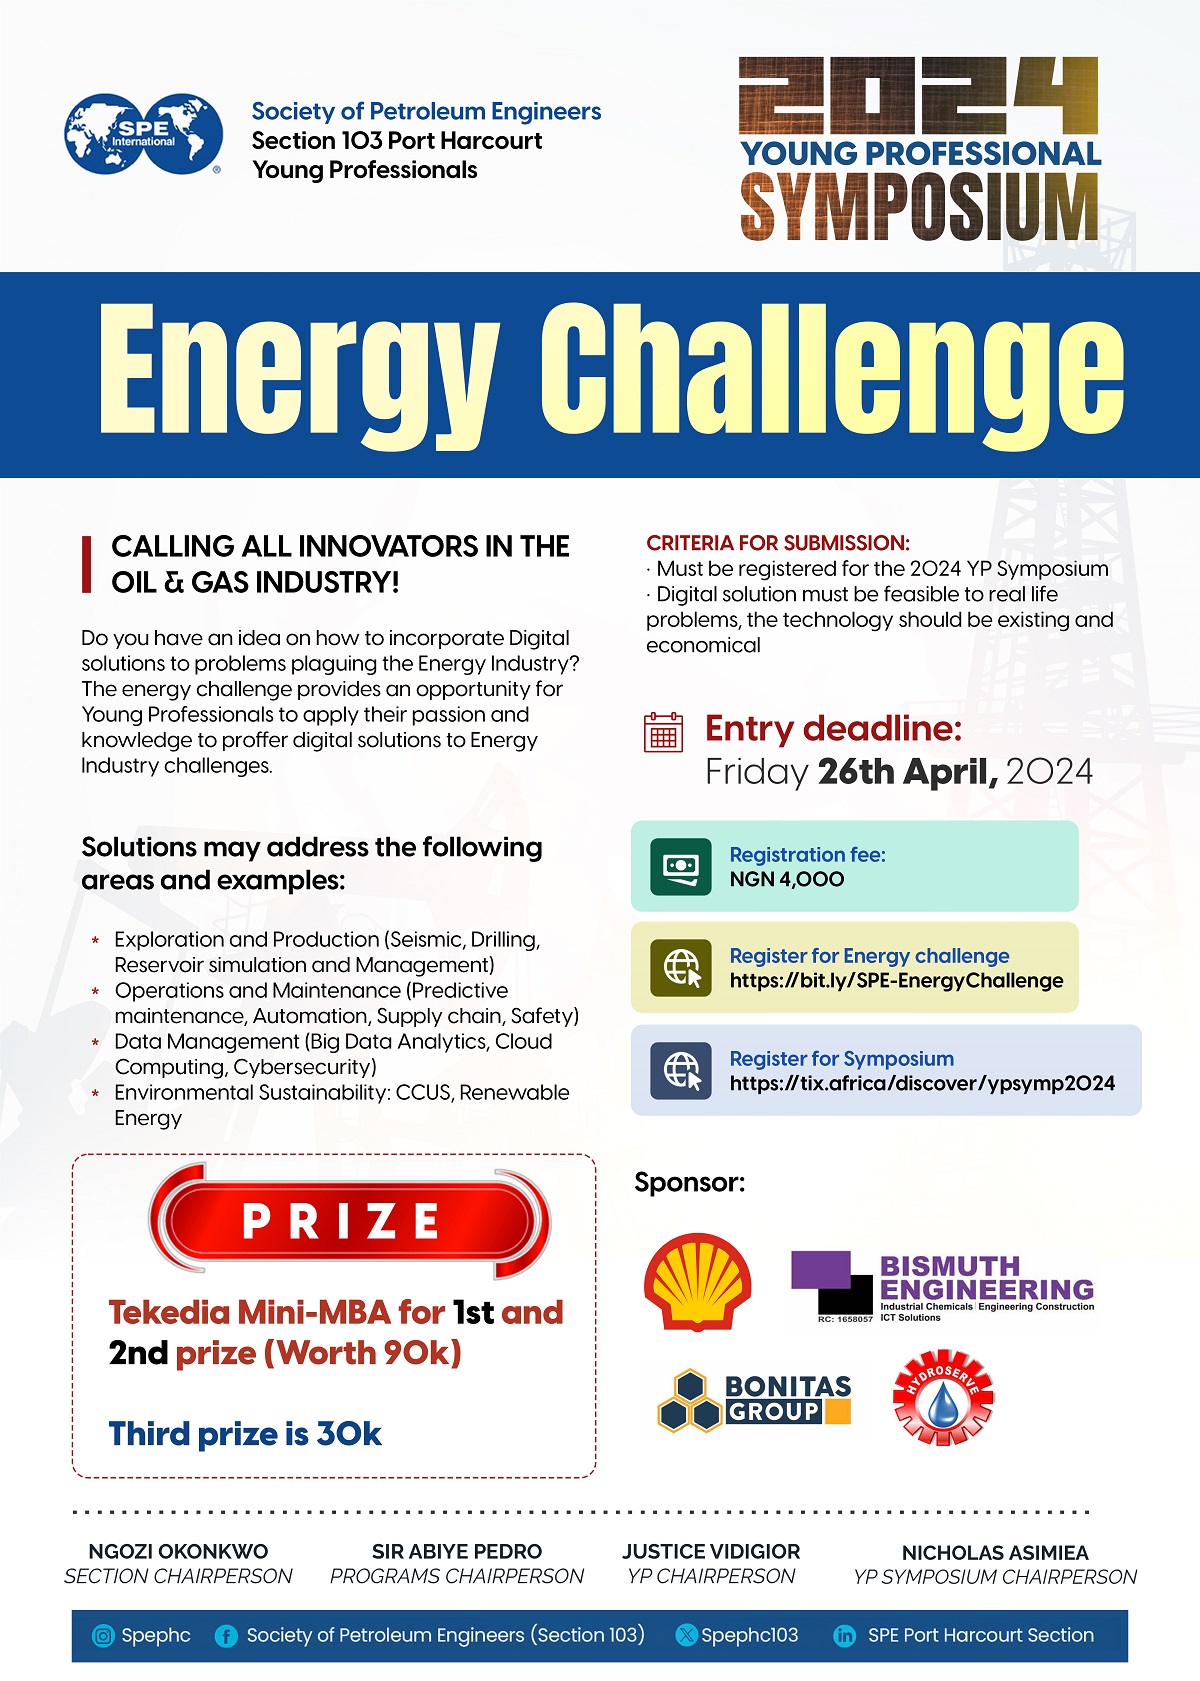 SPE
International
®
Society of Petroleum Engineers
Section 103 Port Harcourt
Young Professionals
2024
YOUNG PROFESSIONAL
SYMPOSIUM
Energy Challenge
CALLING ALL INNOVATORS IN THE
OIL & GAS INDUSTRY!
Do you have an idea on how to incorporate Digital
solutions to problems plaguing the Energy Industry?
The energy challenge provides an opportunity for
Young Professionals to apply their passion and
knowledge to proffer digital solutions to Energy
Industry challenges.
Solutions may address the following
areas and examples:
* Exploration and Production (Seismic, Drilling,
Reservoir simulation and Management)
* Operations and Maintenance (Predictive
maintenance, Automation, Supply chain, Safety)
* Data Management (Big Data Analytics, Cloud
Computing, Cybersecurity)
* Environmental Sustainability: CCUS, Renewable
Energy
PRIZE
Tekedia Mini-MBA for 1st and
2nd prize (Worth 90k)
Third prize is 30k
CRITERIA FOR SUBMISSION:
· Must be registered for the 2024 YP Symposium
· Digital solution must be feasible to real life
problems, the technology should be existing and
economical
Entry deadline:
Friday 26th April, 2024
Registration fee:
NGN 4,000
Register for Energy challenge
https://bit.ly/SPE-EnergyChallenge
Register for Symposium
https://tix.africa/discover/ypsymp2024
Sponsor:
BISMUTH
ENGINEERING
Industrial Chemicals | Engineering Construction
RC: 1658057 ICT Solutions
BONITAS
GROUP
HYDROSERVE
NGOZI OKONKWO
SECTION CHAIRPERSON
SIR ABIYE PEDRO
PROGRAMS CHAIRPERSON
JUSTICE VIDIGIOR
YP CHAIRPERSON
NICHOLAS ASIMIEA
YP SYMPOSIUM CHAIRPERSON
Spephc
Society of Petroleum Engineers (Section 103)
Spephc103
SPE Port Harcourt Section